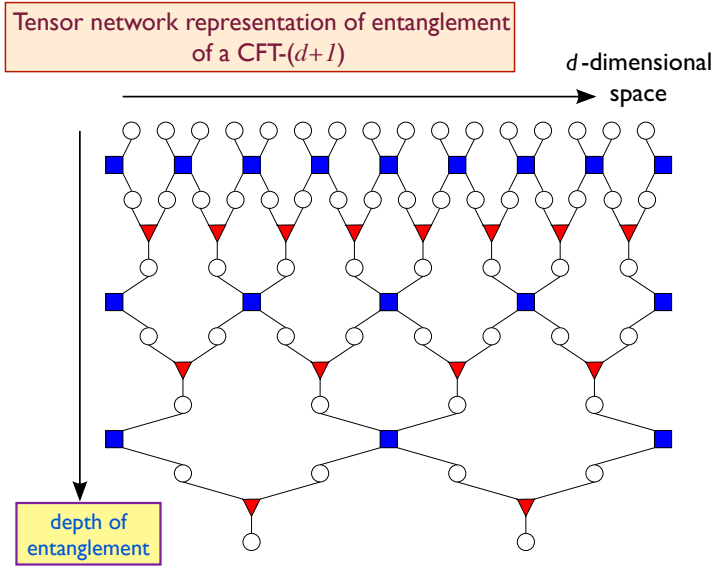 Tensor network representation of entanglement
of a CFT-(d+1)
d-dimensional
space
depth of
entanglement